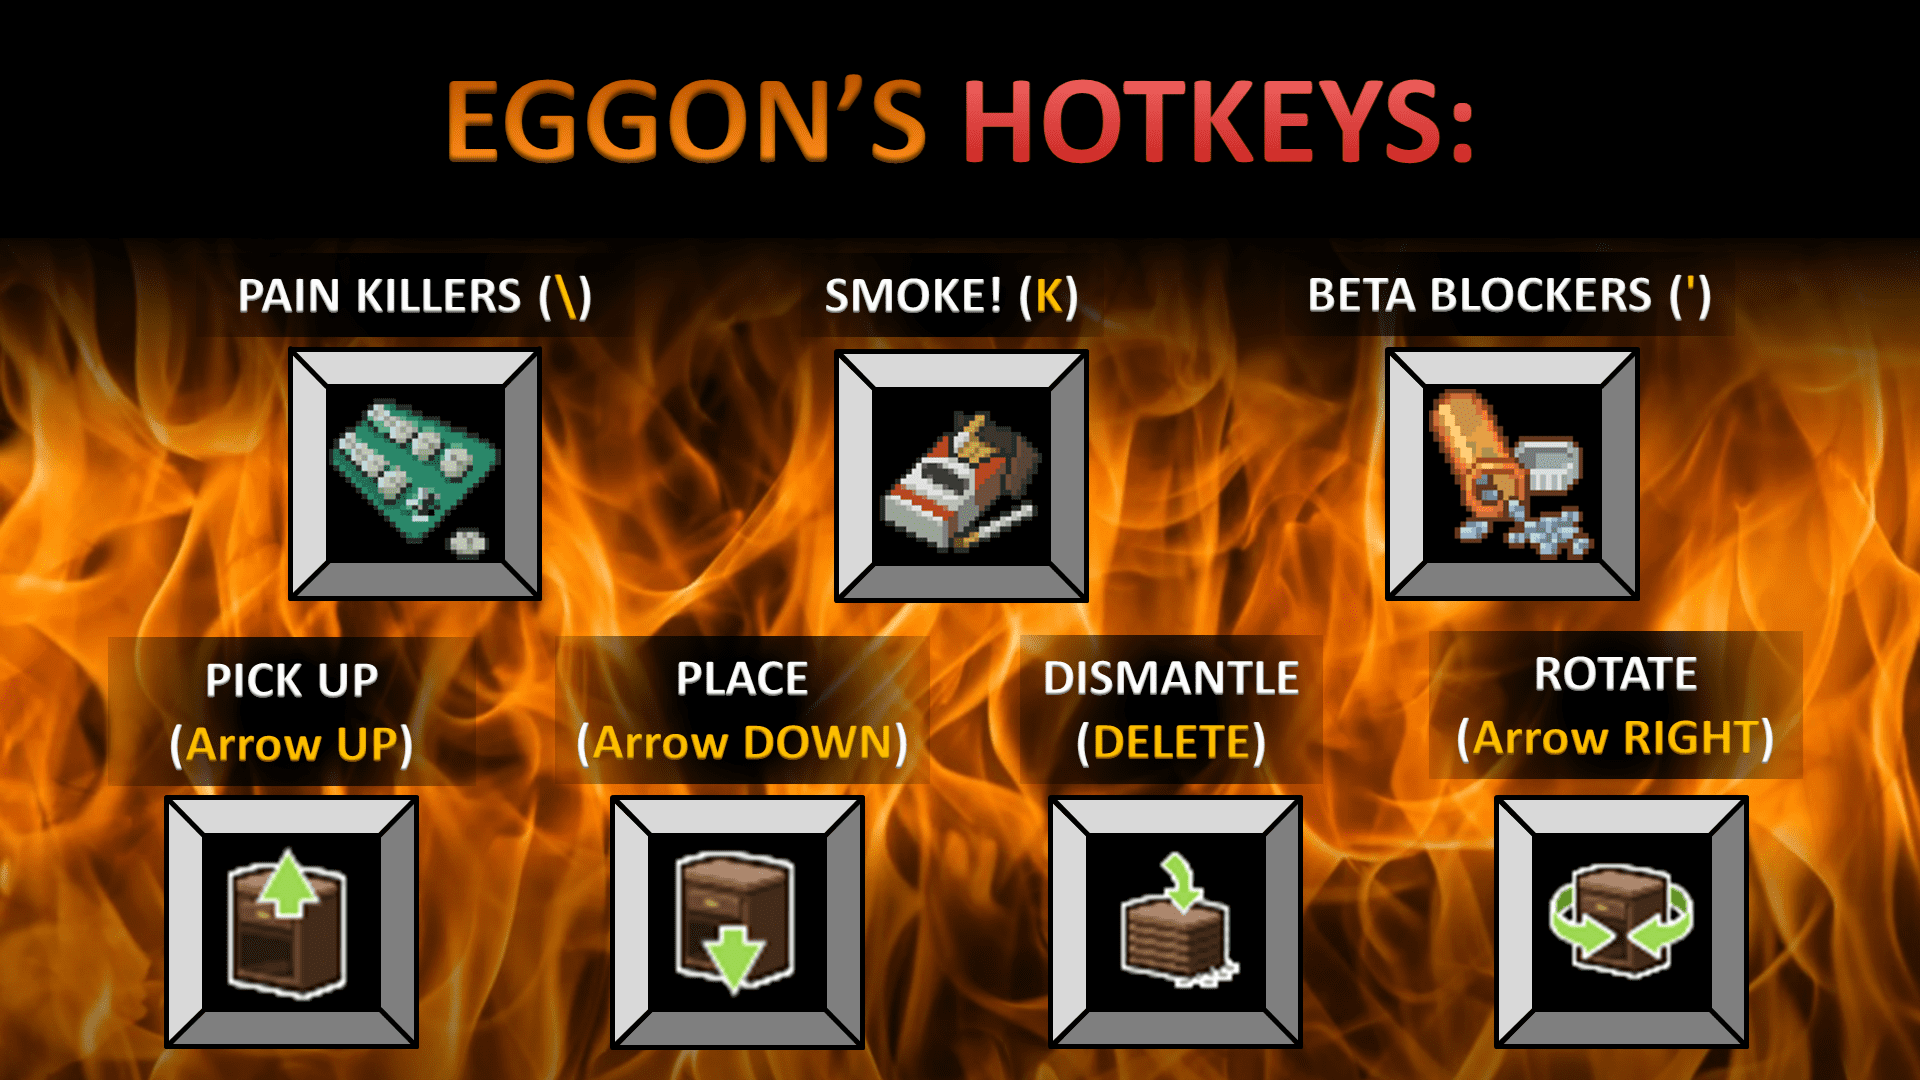 EGGON’S HOTKEYS:
PAIN KILLERS (\)
SMOKE! (K)
BETA BLOCKERS (')
PICK UP
(Arrow UP)
PLACE
(Arrow DOWN)
DISMANTLE
(DELETE)
ROTATE
(Arrow RIGHT)